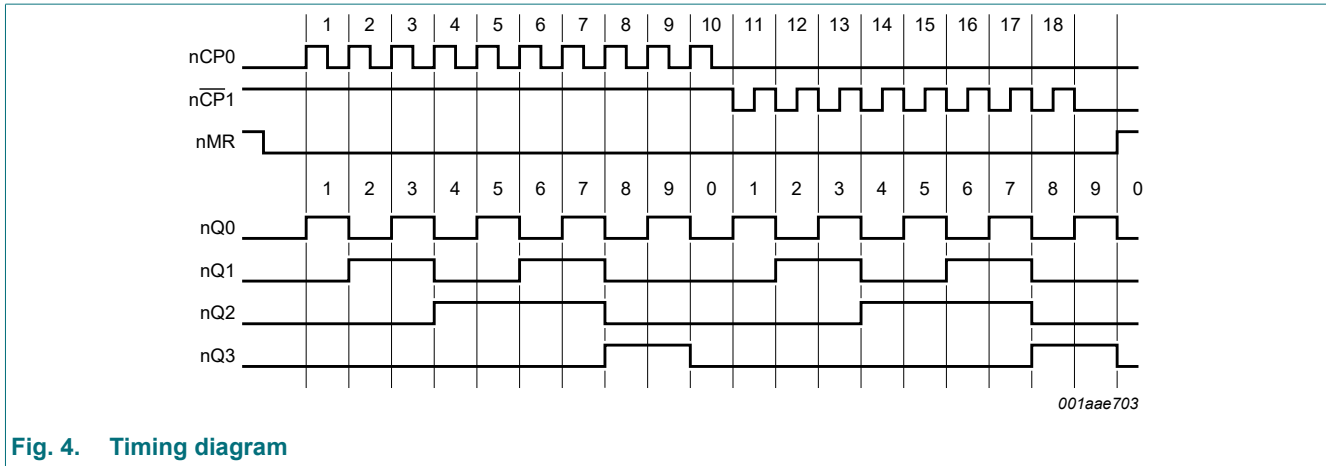 1 2 3 4 5 6 7 8 9 10 11 12 13 14 15 16 17 18
nCP0
nC̅P̅1
nMR
1 2 3 4 5 6 7 8 9 0 1 2 3 4 5 6 7 8 9 0
nQ0
nQ1
nQ2
nQ3
001aae703
Fig. 4. Timing diagram